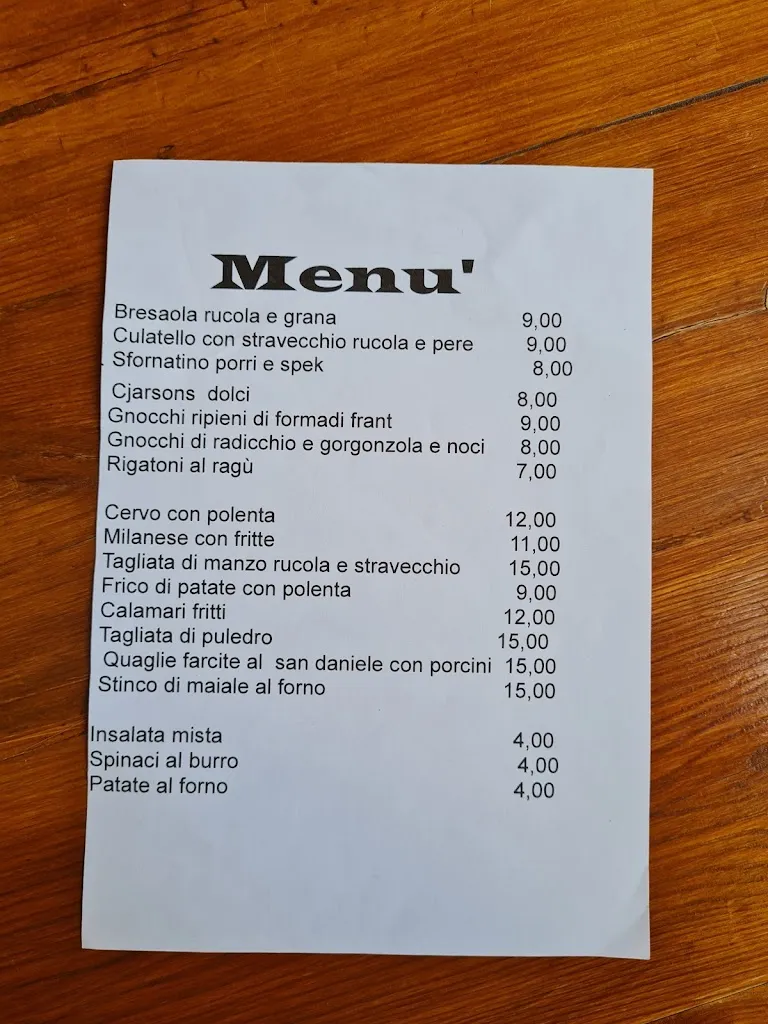 Menu'
Bresaola rucola e grana 9,00
Culatello con stravecchio rucola e pere 9,00
Sfornatino porri e spek 8,00
Cjarsons dolci 8,00
Gnocchi ripieni di formadi frant 9,00
Gnocchi di radicchio e gorgonzola e noci 8,00
Rigatoni al ragù 7,00
Cervo con polenta 12,00
Milanese con fritte 11,00
Tagliata di manzo rucola e stravecchio 15,00
Frico di patate con polenta 9,00
Calamari fritti 12,00
Tagliata di puledro 15,00
Quaglie farcite al san daniele con porcini 15,00
Stinco di maiale al forno 15,00
Insalata mista 4,00
Spinaci al burro 4,00
Patate al forno 4,00